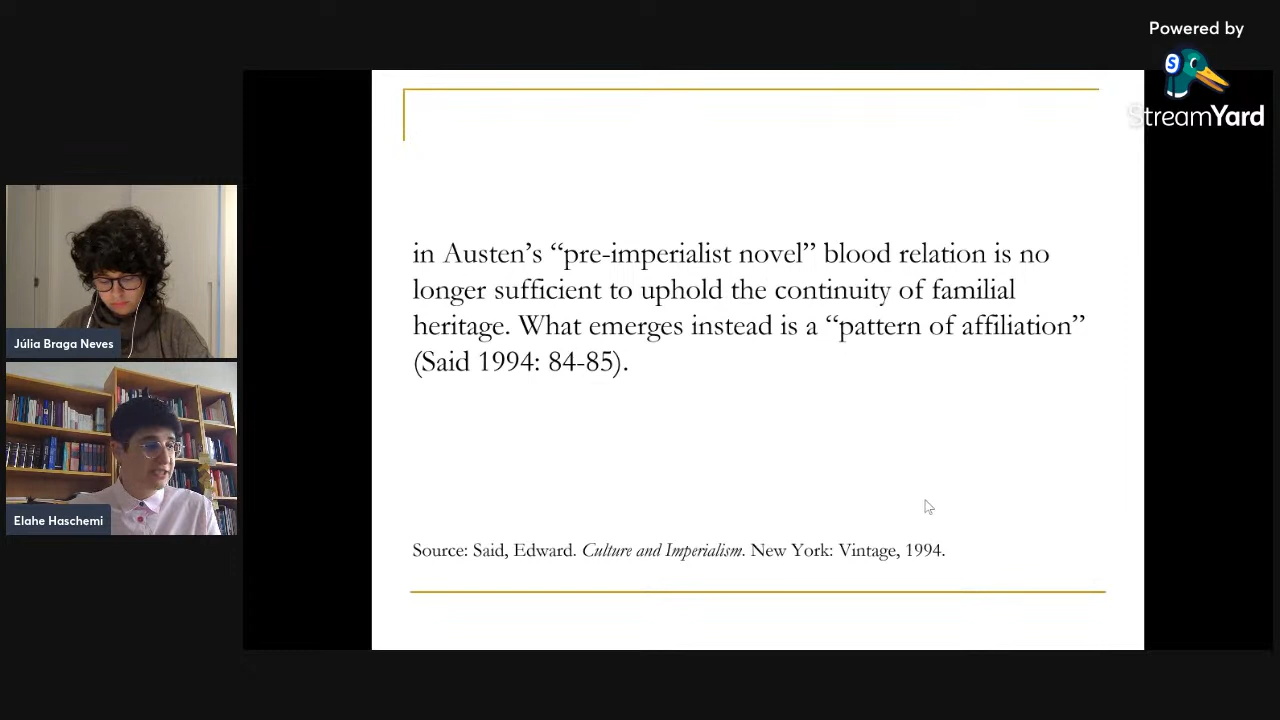 Powered by
S
StreamYard
in Austen’s “pre-imperialist novel” blood relation is no
longer sufficient to uphold the continuity of familial
heritage. What emerges instead is a “pattern of affiliation”
(Said 1994: 84-85).
Júlia Braga Neves
Elahe Haschemi
Source: Said, Edward. Culture and Imperialism. New York: Vintage, 1994.